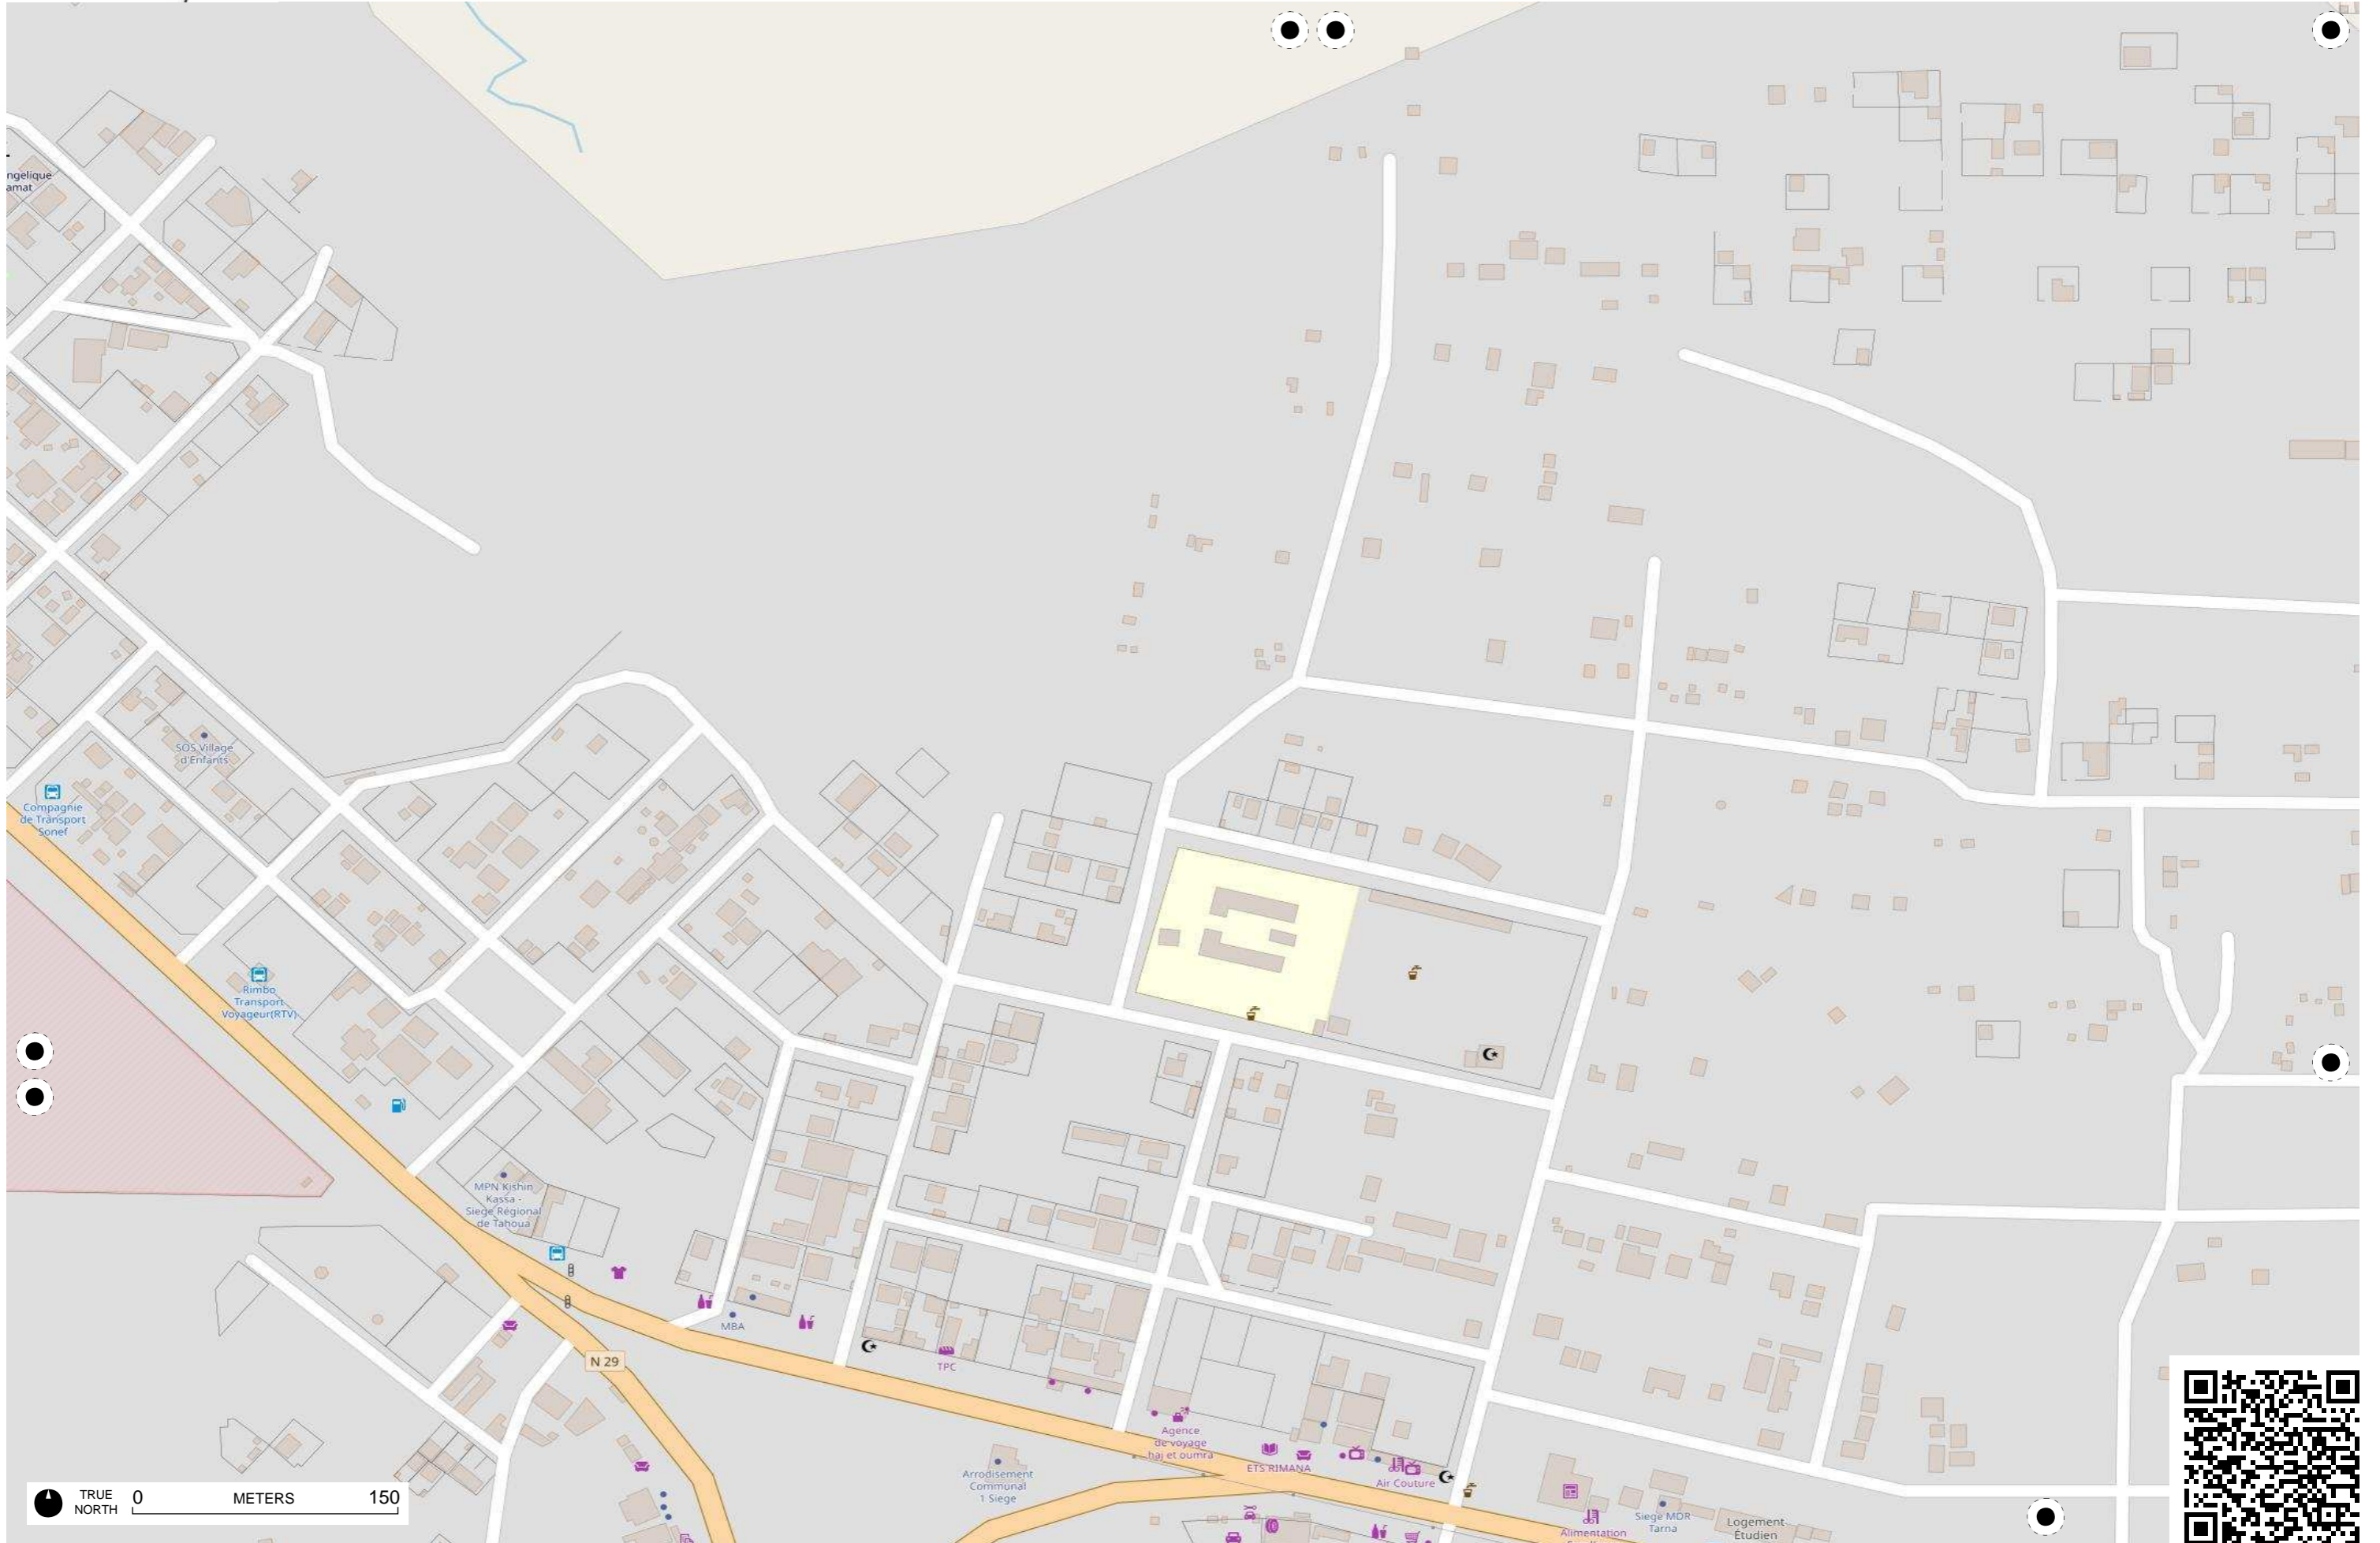 ngelique
amat
SOS Village
d'Enfants
Compagnie
de Transport
Sonef
Rimbo
Transport
Voyageur(RTV)
MPN Kishin
Kassa -
Siege Régional
de Tahoua
MBA
N 29
TPC
Agence
de voyage
haj et oumra
ETS RIMANA
Air Couture
Arrodisement
Communal
1 Siege
Siege MDR
Tarna
Logement
Étudien
Alimentation
TRUE
NORTH
0 METERS 150